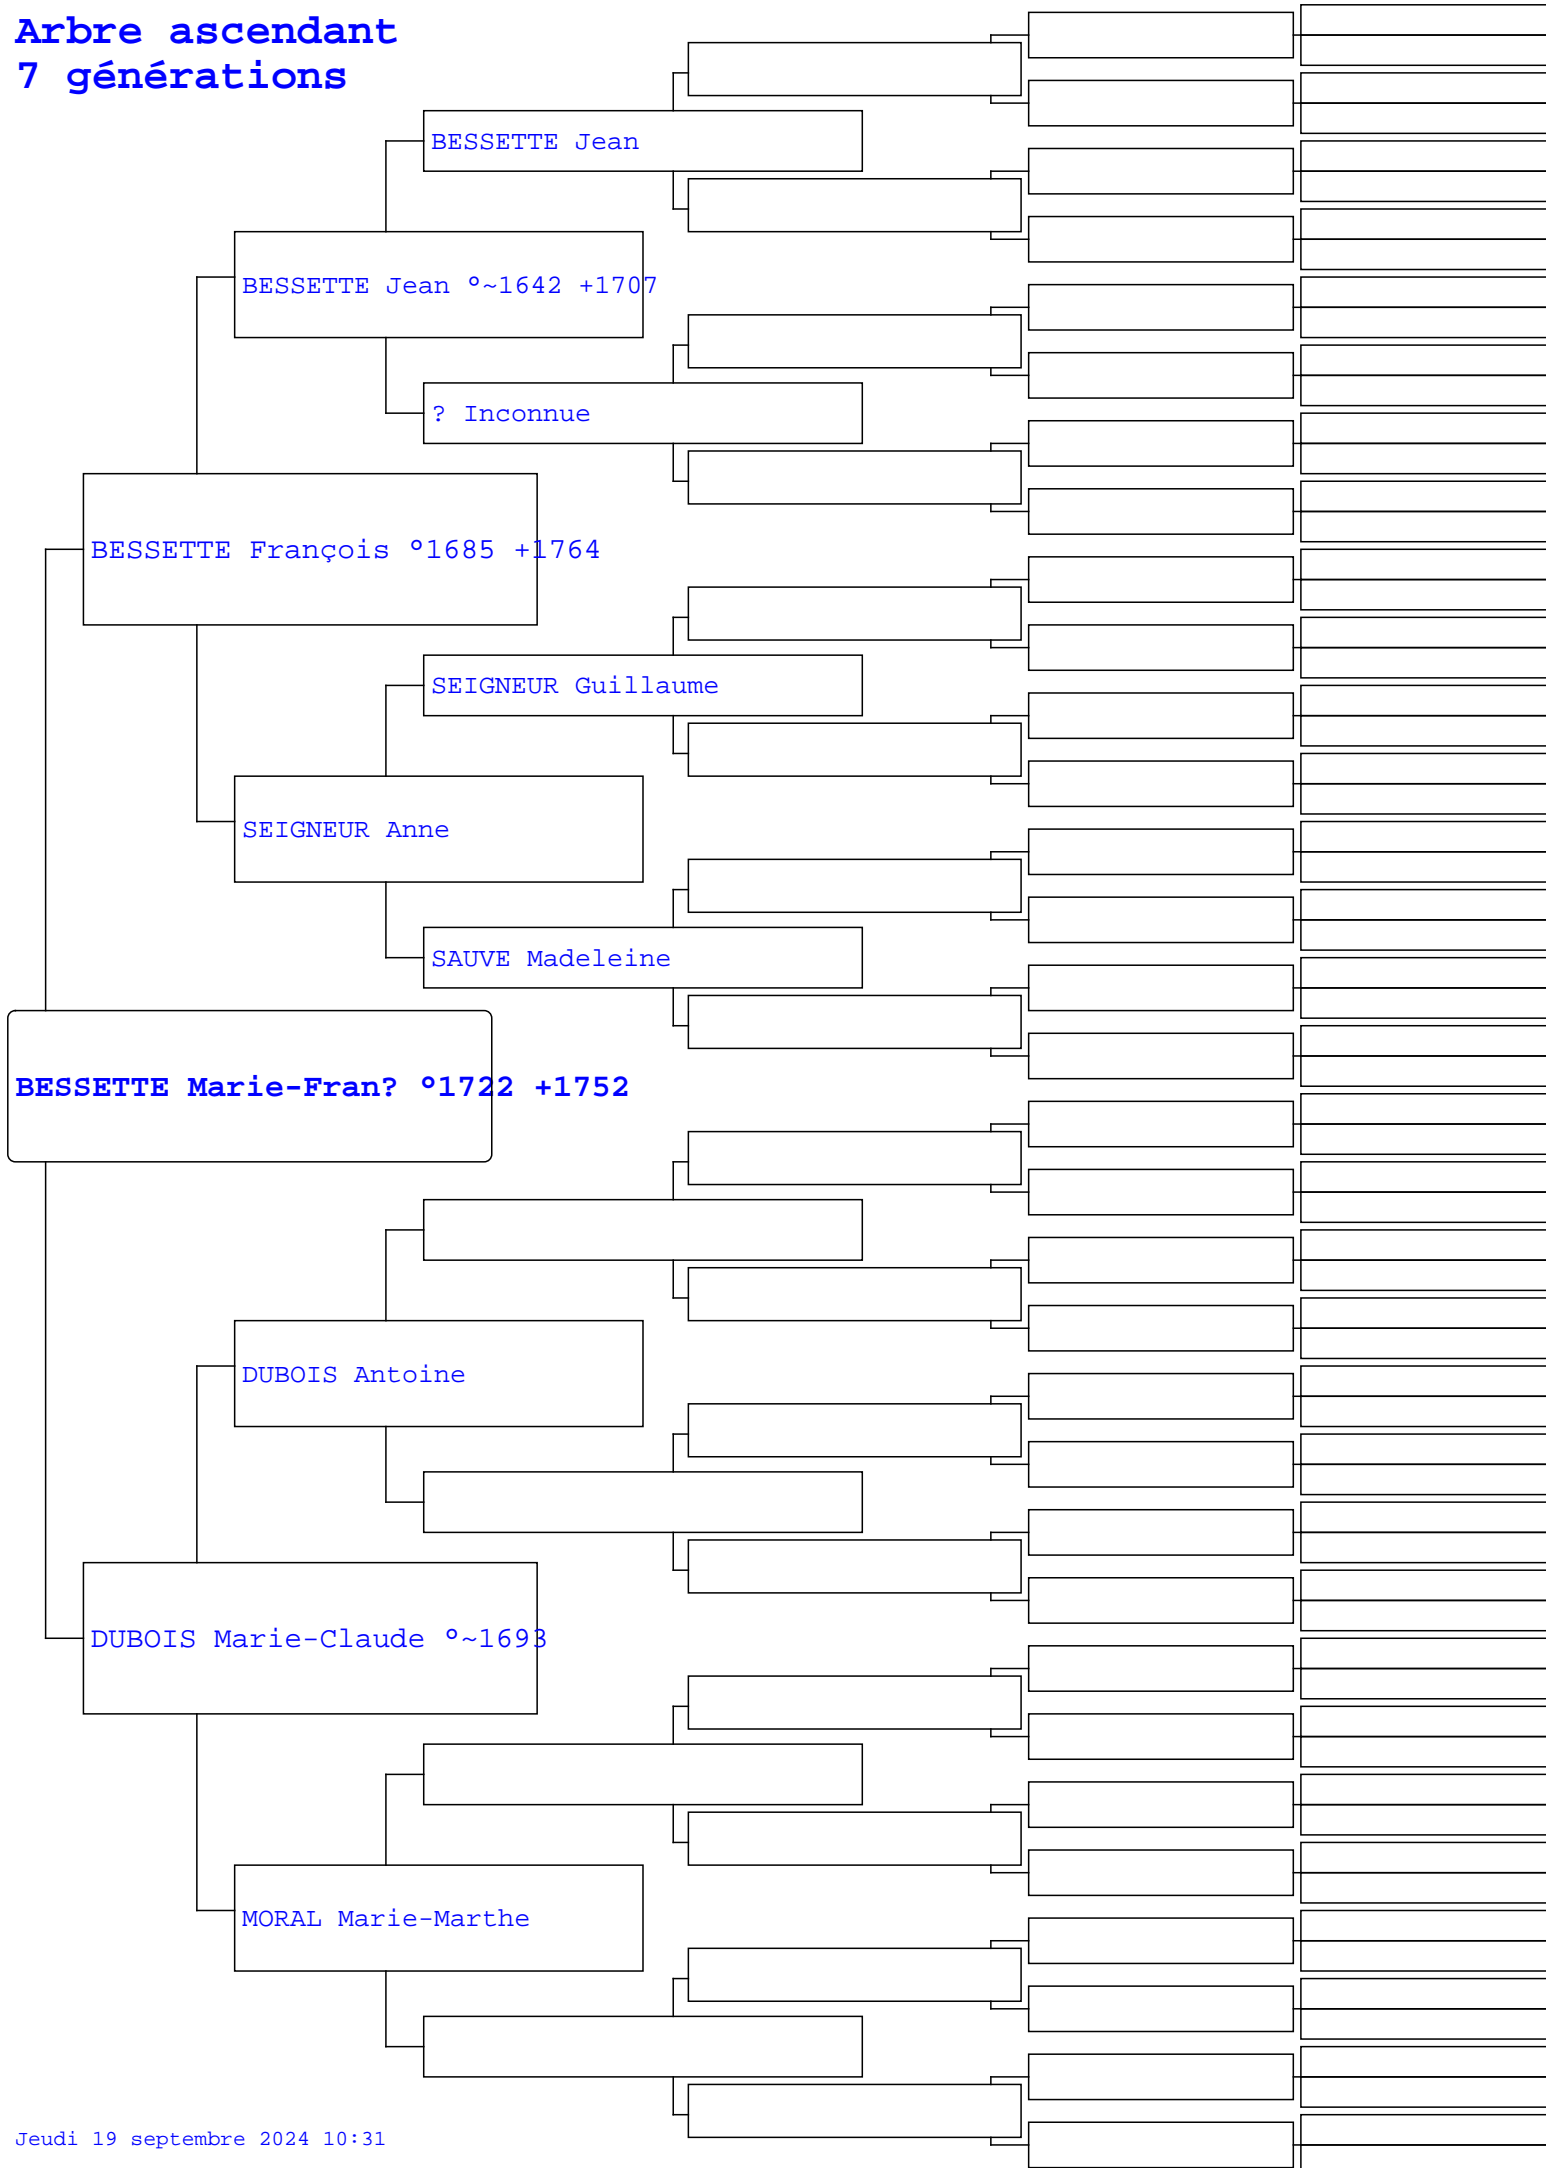 Arbre ascendant
7 générations
BESSETTE Jean
BESSETTE Jean °~1642 +1707
? Inconnue
BESSETTE François °1685 +1764
SEIGNEUR Guillaume
SEIGNEUR Anne
SAUVE Madeleine
BESSETTE Marie-Fran? °1722 +1752
DUBOIS Antoine
DUBOIS Marie-Claude °~1693
MORAL Marie-Marthe
Jeudi 19 septembre 2024 10:31